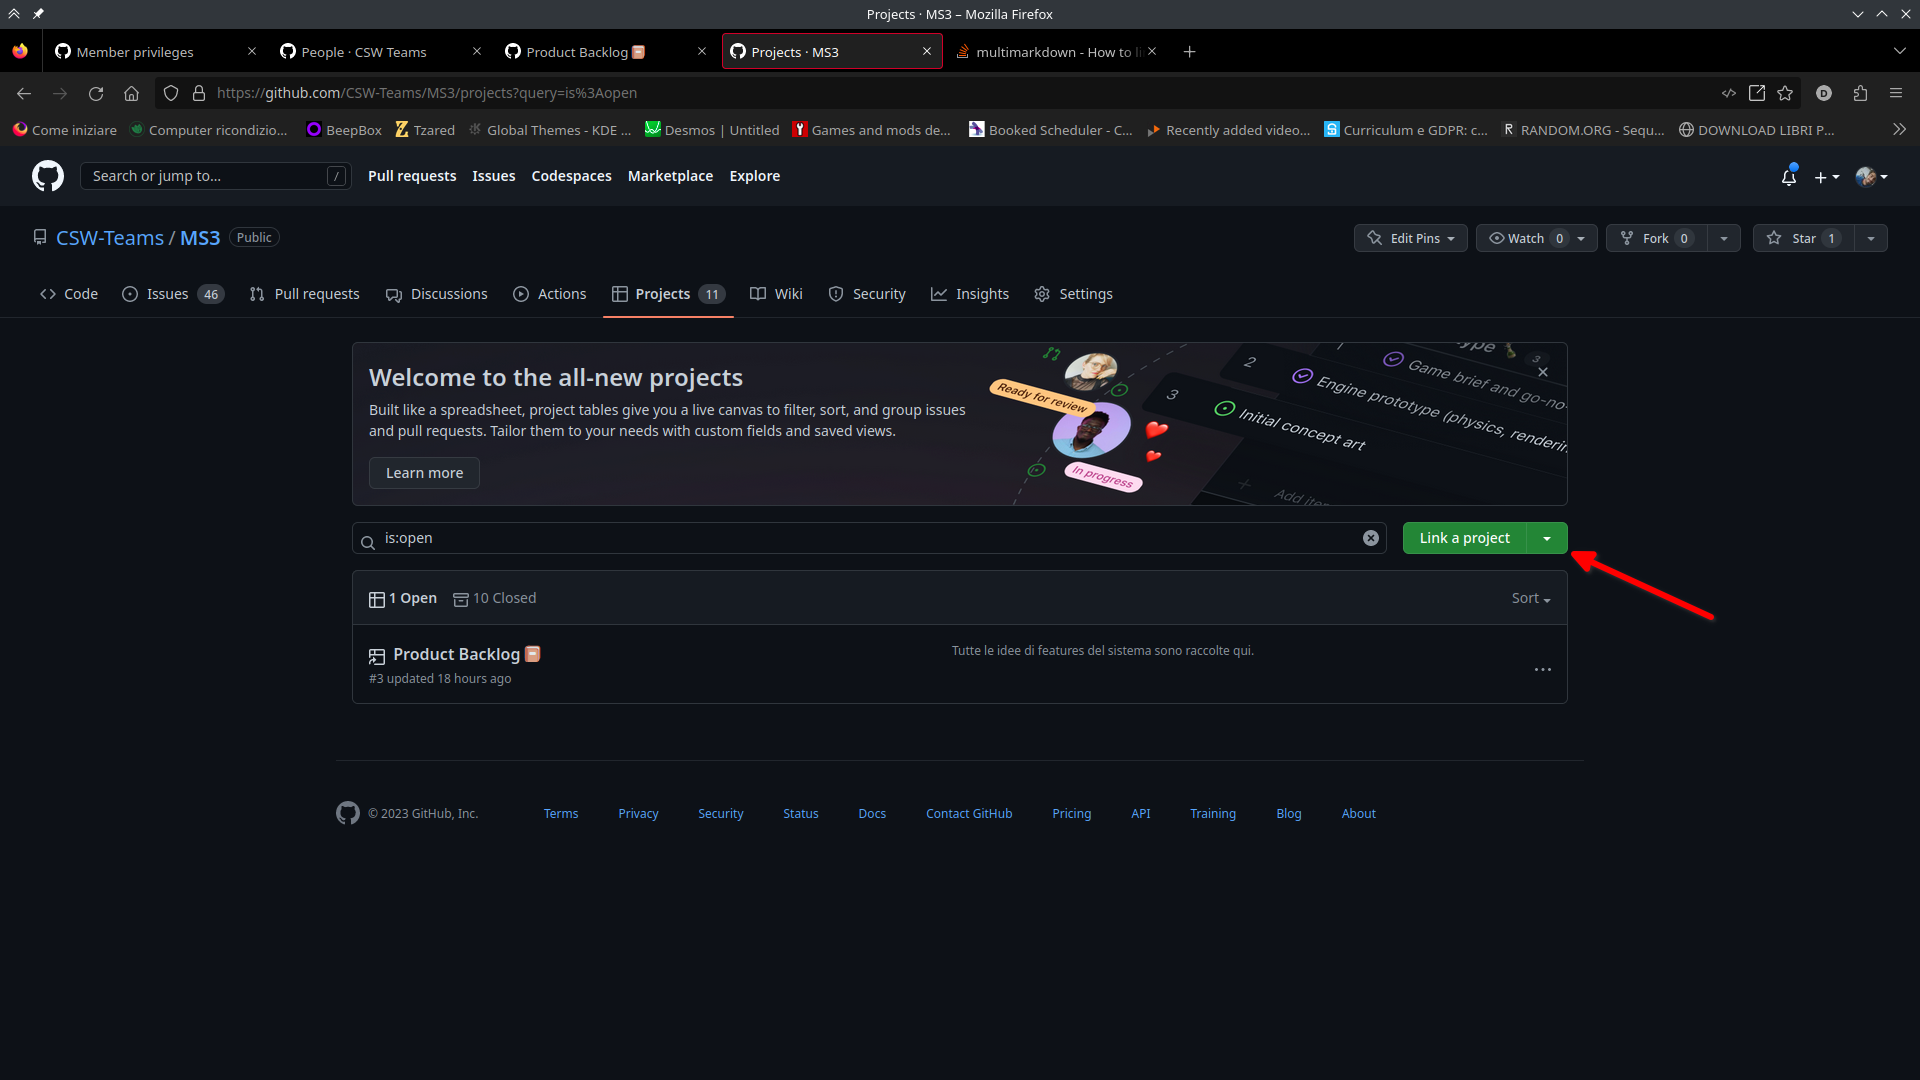 Projects · MS3 – Mozilla Firefox
Member privileges
People · CSW Teams
Product Backlog
Projects · MS3
multimarkdown - How to li
https://github.com/CSW-Teams/MS3/projects?query=is%3Aopen
D
Come iniziare
Computer ricondizio...
BeepBox
Tzared
Global Themes - KDE ...
Desmos | Untitled
Games and mods de...
Booked Scheduler - C...
Recently added video...
Curriculum e GDPR: c...
R RANDOM.ORG - Sequ...
DOWNLOAD LIBRI P...
Search or jump to...
/
Pull requests
Issues
Codespaces
Marketplace
Explore
CSW-Teams / MS3
Public
Edit Pins
Watch 0
Fork 0
Star 1
Code
Issues 46
Pull requests
Discussions
Actions
Projects 11
Wiki
Security
Insights
Settings
Welcome to the all-new projects
Built like a spreadsheet, project tables give you a live canvas to filter, sort, and group issues
and pull requests. Tailor them to your needs with custom fields and saved views.
Learn more
Ready for review
In progress
3
2 Game brief and go-no-
Engine prototype (physics, renderin
3 Initial concept art
Add item
is:open
Link a project
1 Open
10 Closed
Sort
Product Backlog
#3 updated 18 hours ago
Tutte le idee di features del sistema sono raccolte qui.
© 2023 GitHub, Inc.
Terms
Privacy
Security
Status
Docs
Contact GitHub
Pricing
API
Training
Blog
About